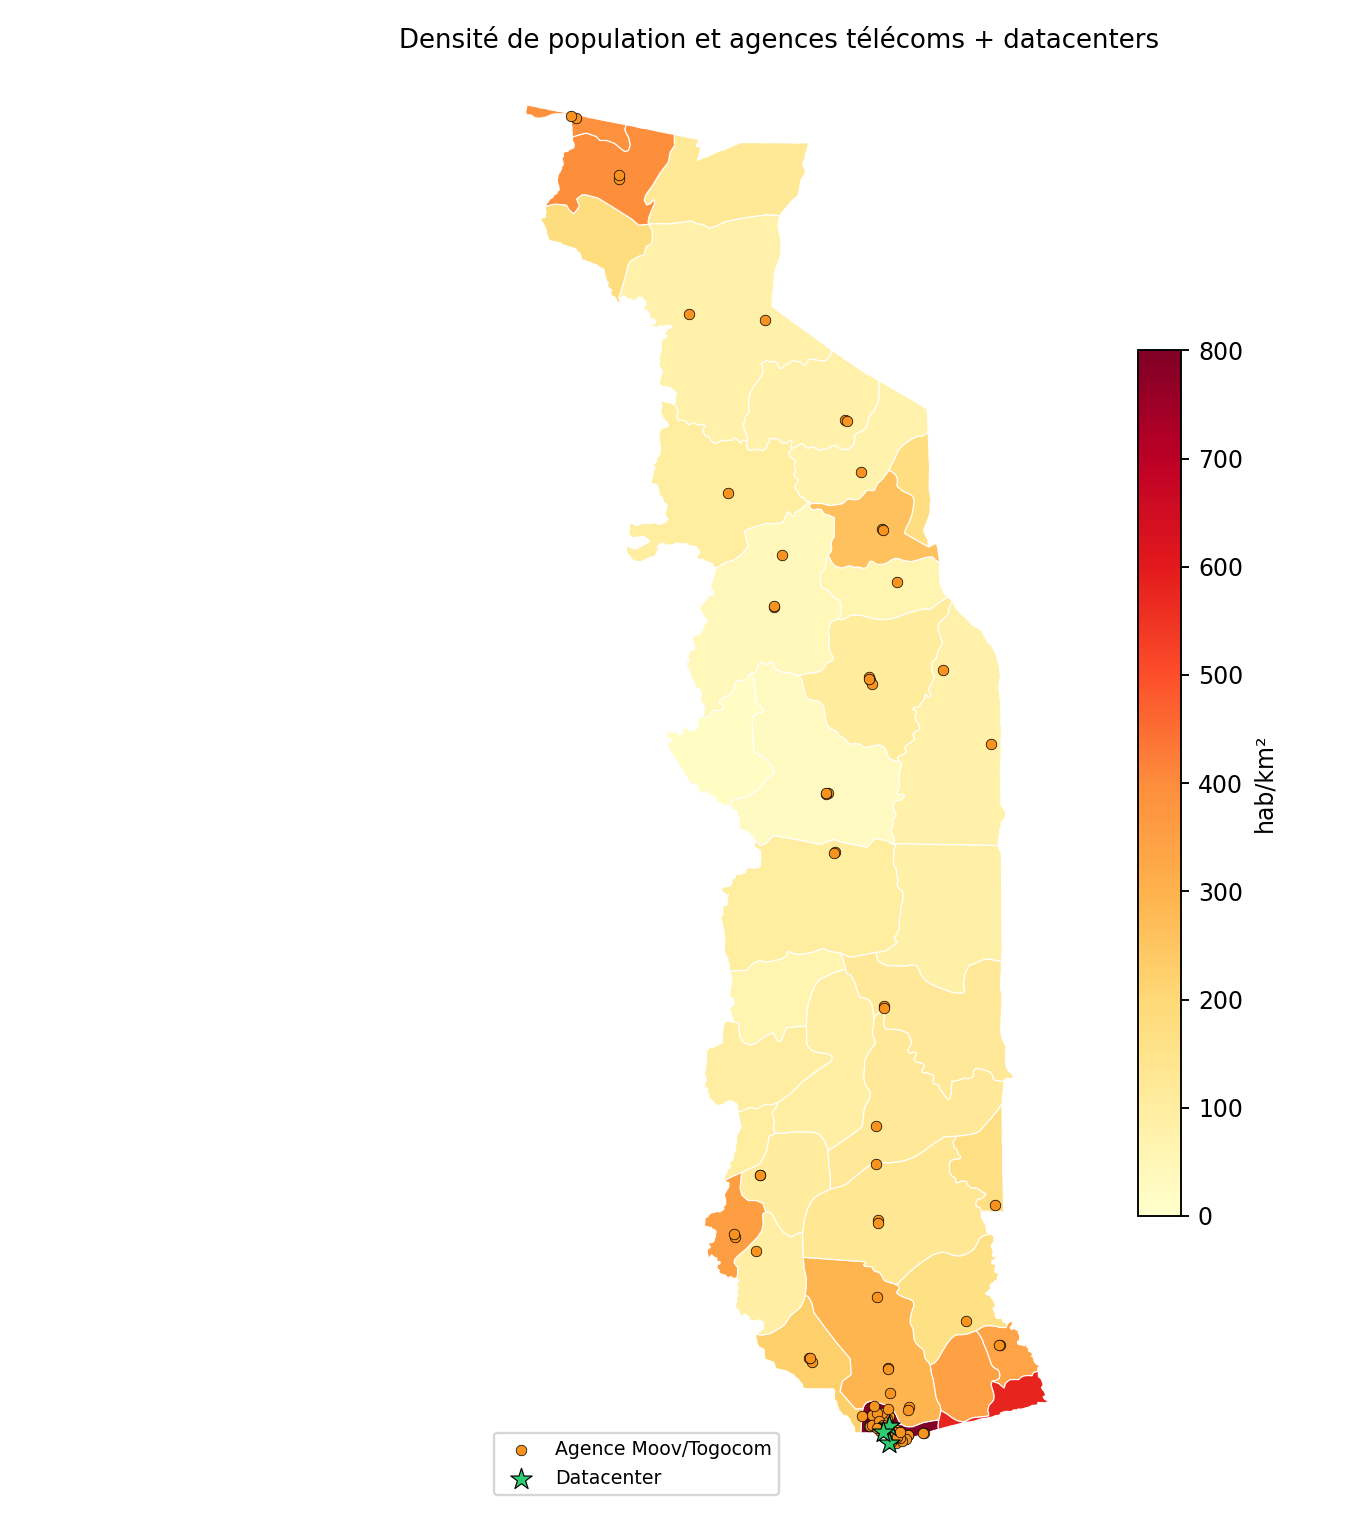 Densité de population et agences télécoms + datacenters
800
700
600
500
400
300
200
100
0
hab/km²
Agence Moov/Togocom
Datacenter